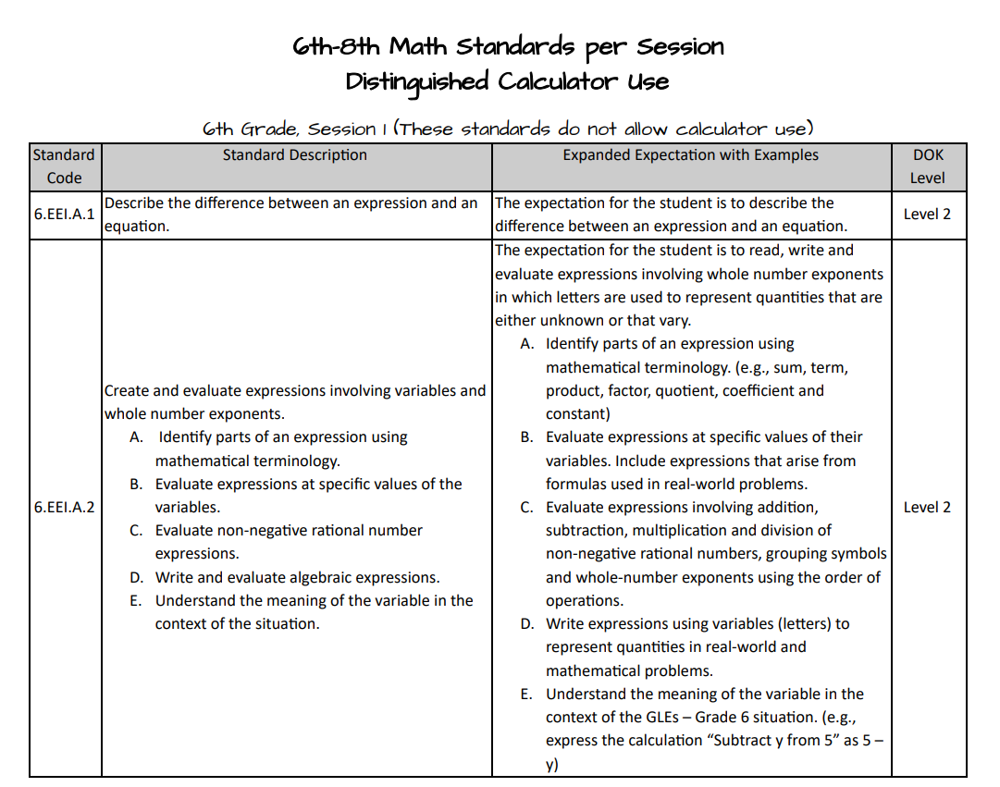 6th-8th Math Standards per Session
Distinguished Calculator Use
6th Grade, Session 1 (These standards do not allow calculator use)
Standard Code
Standard Description
Expanded Expectation with Examples
DOK Level
6.EEI.A.1
Describe the difference between an expression and an
equation.
The expectation for the student is to describe the
difference between an expression and an equation.
Level 2
6.EEI.A.2
Create and evaluate expressions involving variables and
whole number exponents.
A. Identify parts of an expression using
mathematical terminology.
B. Evaluate expressions at specific values of the
variables.
C. Evaluate non-negative rational number
expressions.
D. Write and evaluate algebraic expressions.
E. Understand the meaning of the variable in the
context of the situation.
The expectation for the student is to read, write and
evaluate expressions involving whole number exponents
in which letters are used to represent quantities that are
either unknown or that vary.
A. Identify parts of an expression using
mathematical terminology. (e.g., sum, term,
product, factor, quotient, coefficient and
constant)
B. Evaluate expressions at specific values of their
variables. Include expressions that arise from
formulas used in real-world problems.
C. Evaluate expressions involving addition,
subtraction, multiplication and division of
non-negative rational numbers, grouping symbols
and whole-number exponents using the order of
operations.
D. Write expressions using variables (letters) to
represent quantities in real-world and
mathematical problems.
E. Understand the meaning of the variable in the
context of the GLEs – Grade 6 situation. (e.g.,
express the calculation “Subtract y from 5” as 5 –
y)
Level 2